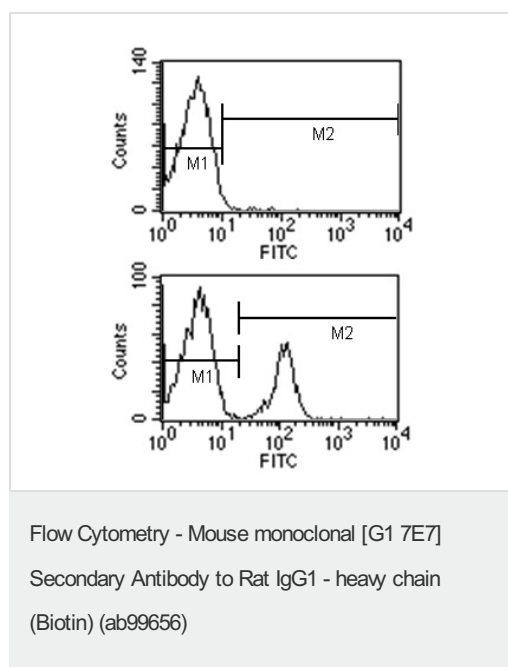 140
Counts
M1
M2
0
10^0 10^1 10^2 10^3 10^4
FITC
100
Counts
M1
M2
0
10^0 10^1 10^2 10^3 10^4
FITC
Flow Cytometry - Mouse monoclonal [G1 7E7]
Secondary Antibody to Rat IgG1 - heavy chain
(Biotin) (ab99656)